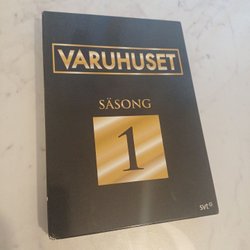 VARUHUSET
SÄSONG
1
svt